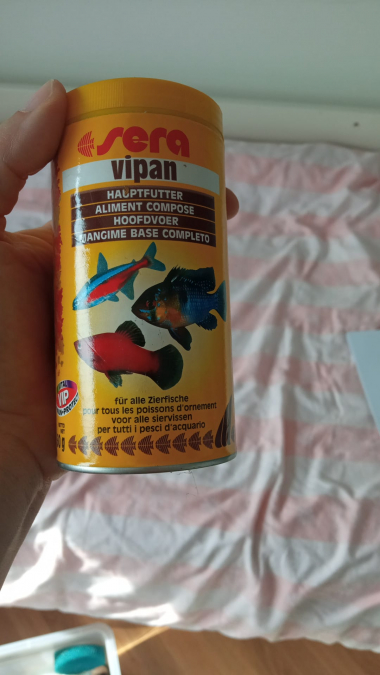 sera
vipan
HAUPTFUTTER
ALIMENT COMPOSE
HOOFDVOER
MANGIME BASE COMPLETO
VIP
für alle Zierfische
pour tous les poissons d'ornement
voor alle siervissen
per tutti i pesci d'acquario